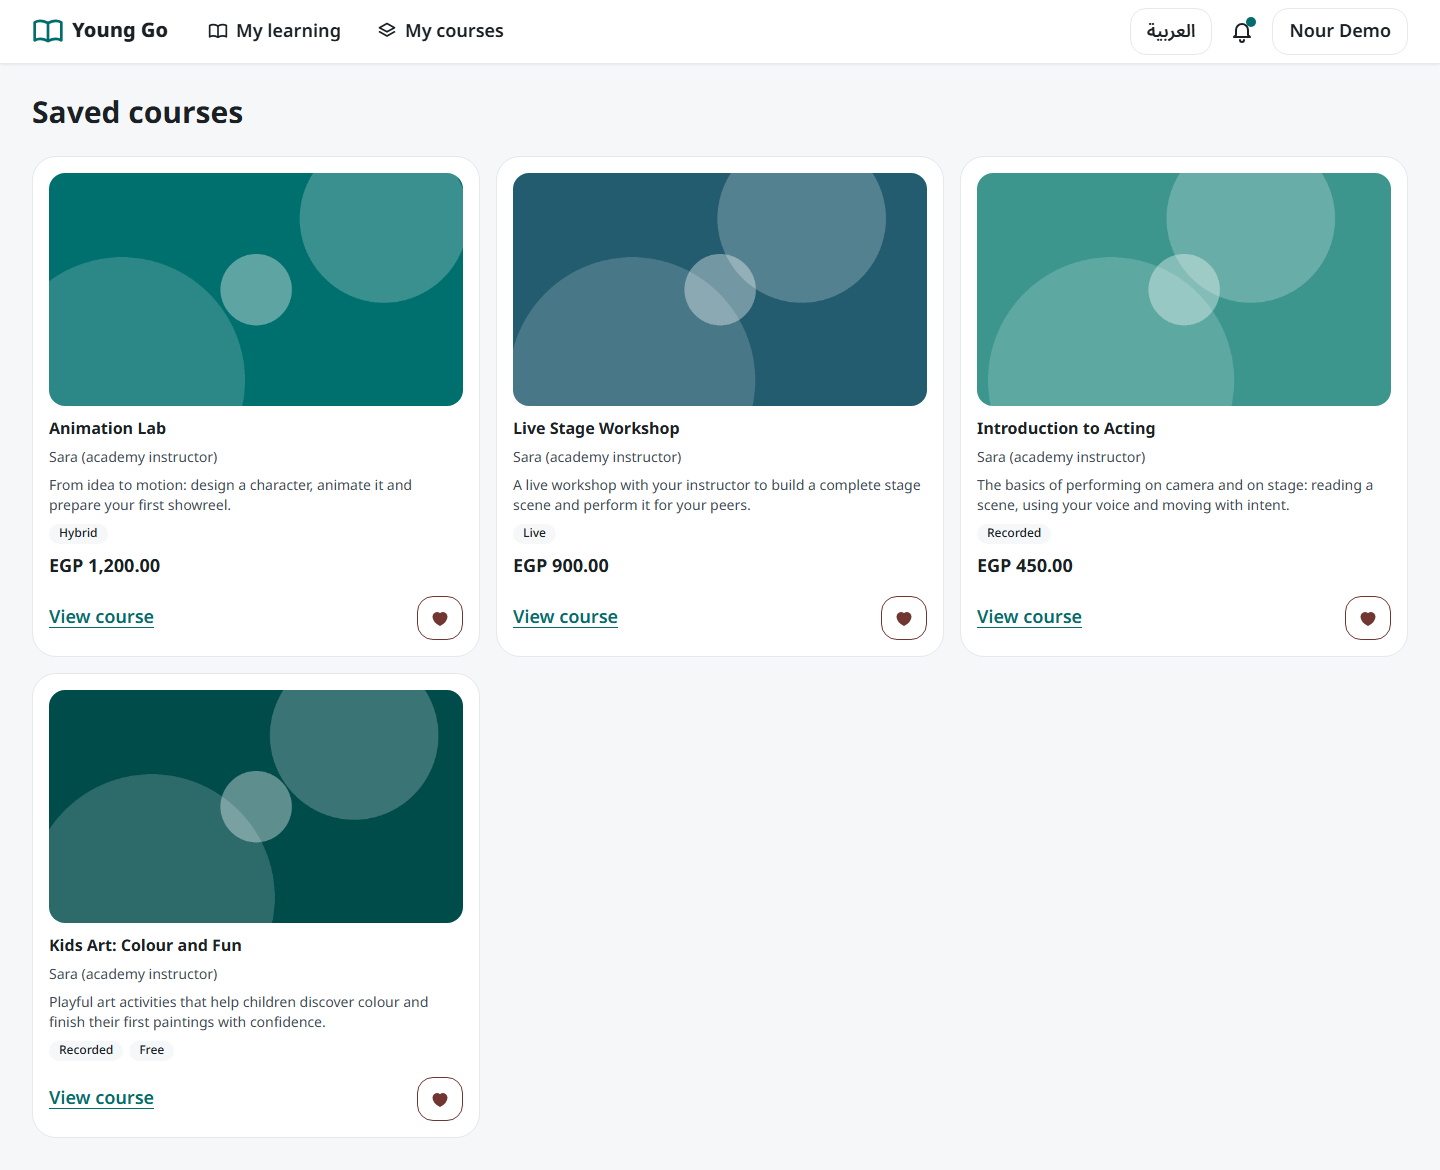 Young Go
My learning
My courses
العربية
Nour Demo
Saved courses
Animation Lab
Sara (academy instructor)
From idea to motion: design a character, animate it and
prepare your first showreel.
Hybrid
EGP 1,200.00
View course
Live Stage Workshop
Sara (academy instructor)
A live workshop with your instructor to build a complete stage
scene and perform it for your peers.
Live
EGP 900.00
View course
Introduction to Acting
Sara (academy instructor)
The basics of performing on camera and on stage: reading a
scene, using your voice and moving with intent.
Recorded
EGP 450.00
View course
Kids Art: Colour and Fun
Sara (academy instructor)
Playful art activities that help children discover colour and
finish their first paintings with confidence.
Recorded Free
View course